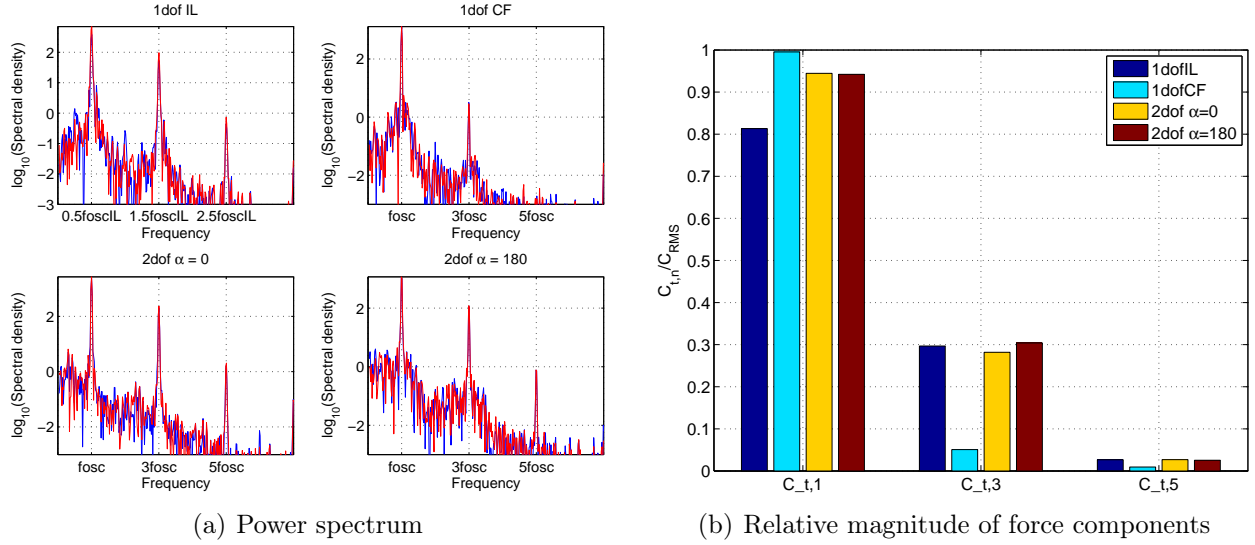 1dof IL
log₁₀(Spectral density)
2
1
0
−1
−2
−3
0.5foscIL 1.5foscIL 2.5foscIL
Frequency
1dof CF
log₁₀(Spectral density)
2
0
−2
fosc 3fosc 5fosc
Frequency
2dof α = 0
log₁₀(Spectral density)
2
0
−2
fosc 3fosc 5fosc
Frequency
2dof α = 180
log₁₀(Spectral density)
2
0
−2
fosc 3fosc 5fosc
Frequency
(a) Power spectrum
C_{t,n}/C_{RMS}
1
0.9
0.8
0.7
0.6
0.5
0.4
0.3
0.2
0.1
0
1dofIL
1dofCF
2dof α=0
2dof α=180
C_t,1 C_t,3 C_t,5
(b) Relative magnitude of force components